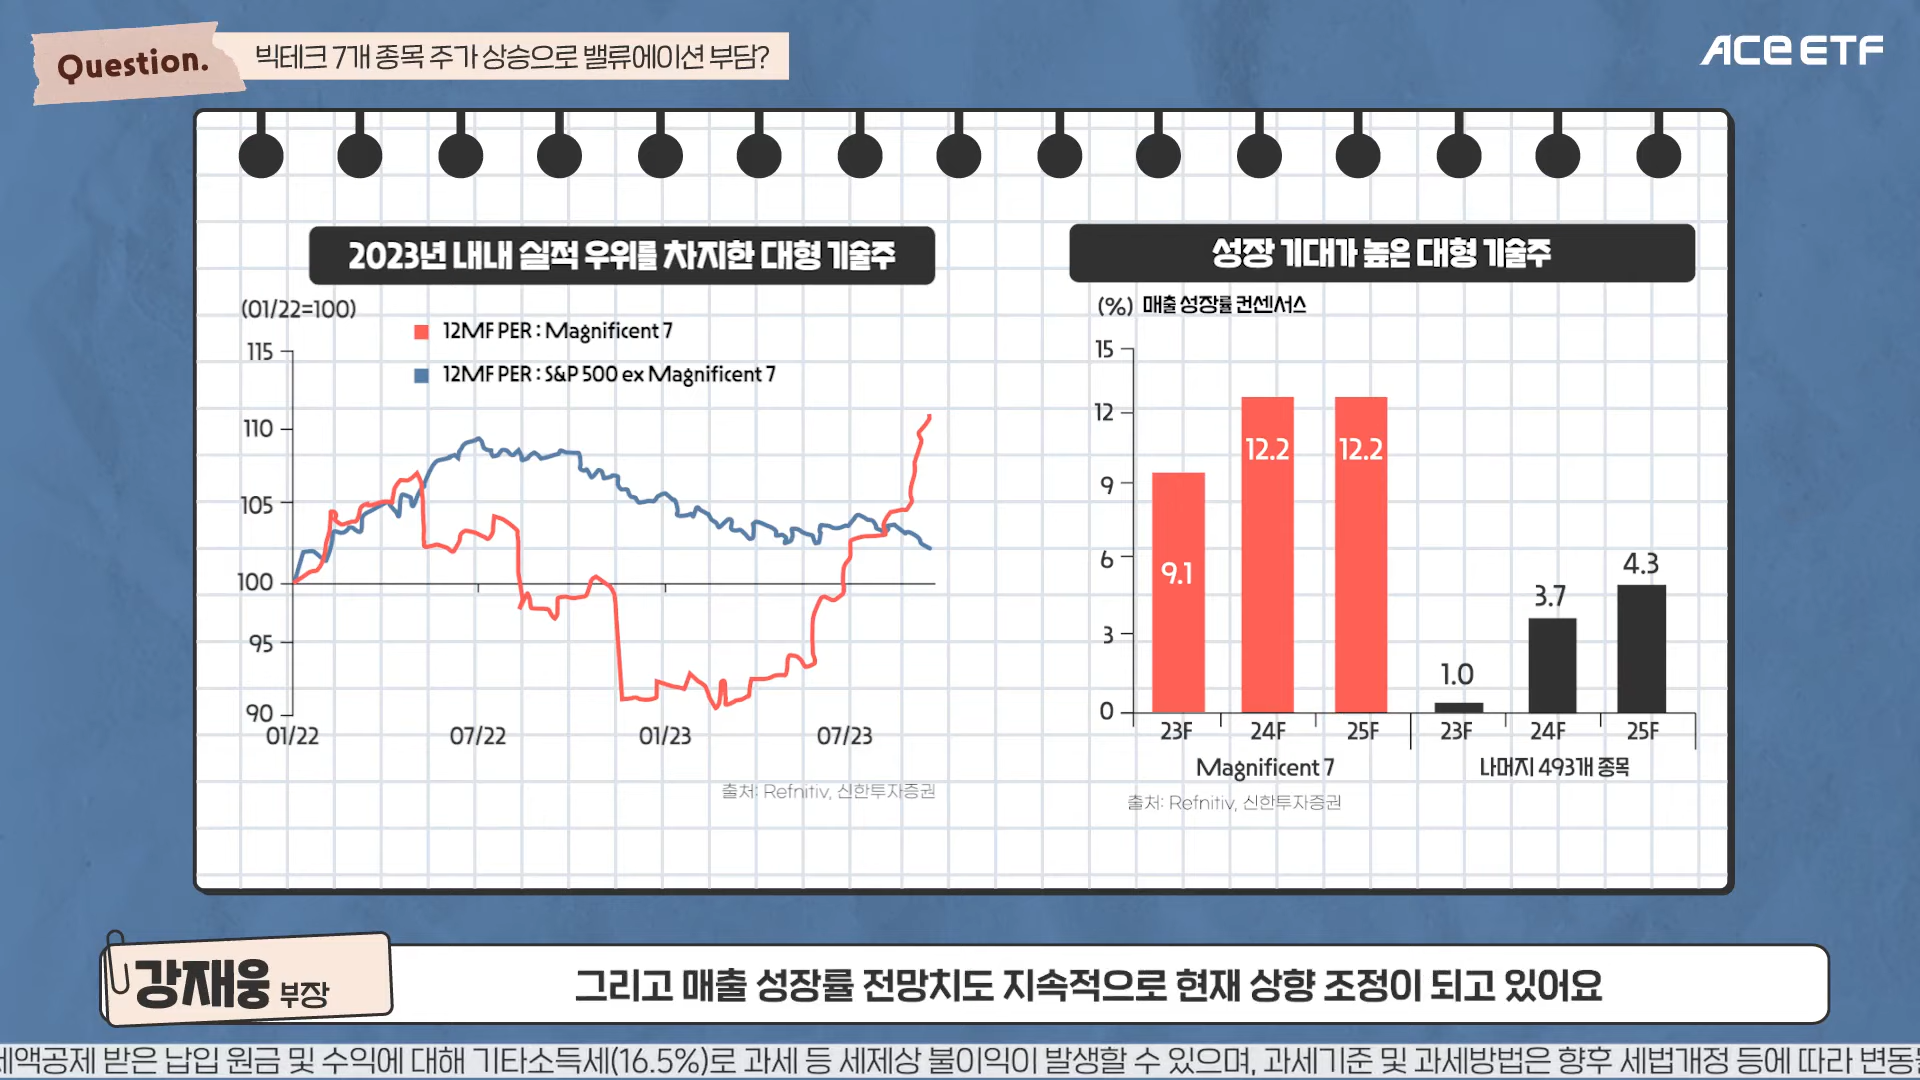 Question.
빅테크 7개 종목 주가 상승으로 밸류에이션 부담?
ACE ETF
2023년 내내 실적 우위를 차지한 대형 기술주
(01/22=100)
12MF PER : Magnificent 7
12MF PER : S&P 500 ex Magnificent 7
115
110
105
100
95
90
01/22
07/22
01/23
07/23
출처: Refnitiv, 신한투자증권
성장 기대가 높은 대형 기술주
(%) 매출 성장률 컨센서스
15
12
9
6
3
0
9.1
12.2
12.2
1.0
3.7
4.3
23F
24F
25F
23F
24F
25F
Magnificent 7
나머지 493개 종목
출처: Refnitiv, 신한투자증권
강재웅 부장
그리고 매출 성장률 전망치도 지속적으로 현재 상향 조정이 되고 있어요
세액공제 받은 납입 원금 및 수익에 대해 기타소득세(16.5%)로 과세 등 세제상 불이익이 발생할 수 있으며, 과세기준 및 과세방법은 향후 세법개정 등에 따라 변동